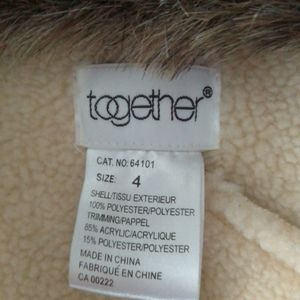 together®
CAT. NO: 64101
SIZE: 4
SHELL/TISSU EXTERIEUR
100% POLYESTER/POLYESTER
TRIMMING/PAPPEL
85% ACRYLIC/ACRYLIQUE
15% POLYESTER/POLYESTER
MADE IN CHINA
FABRIQUÉ EN CHINE
CA 00222